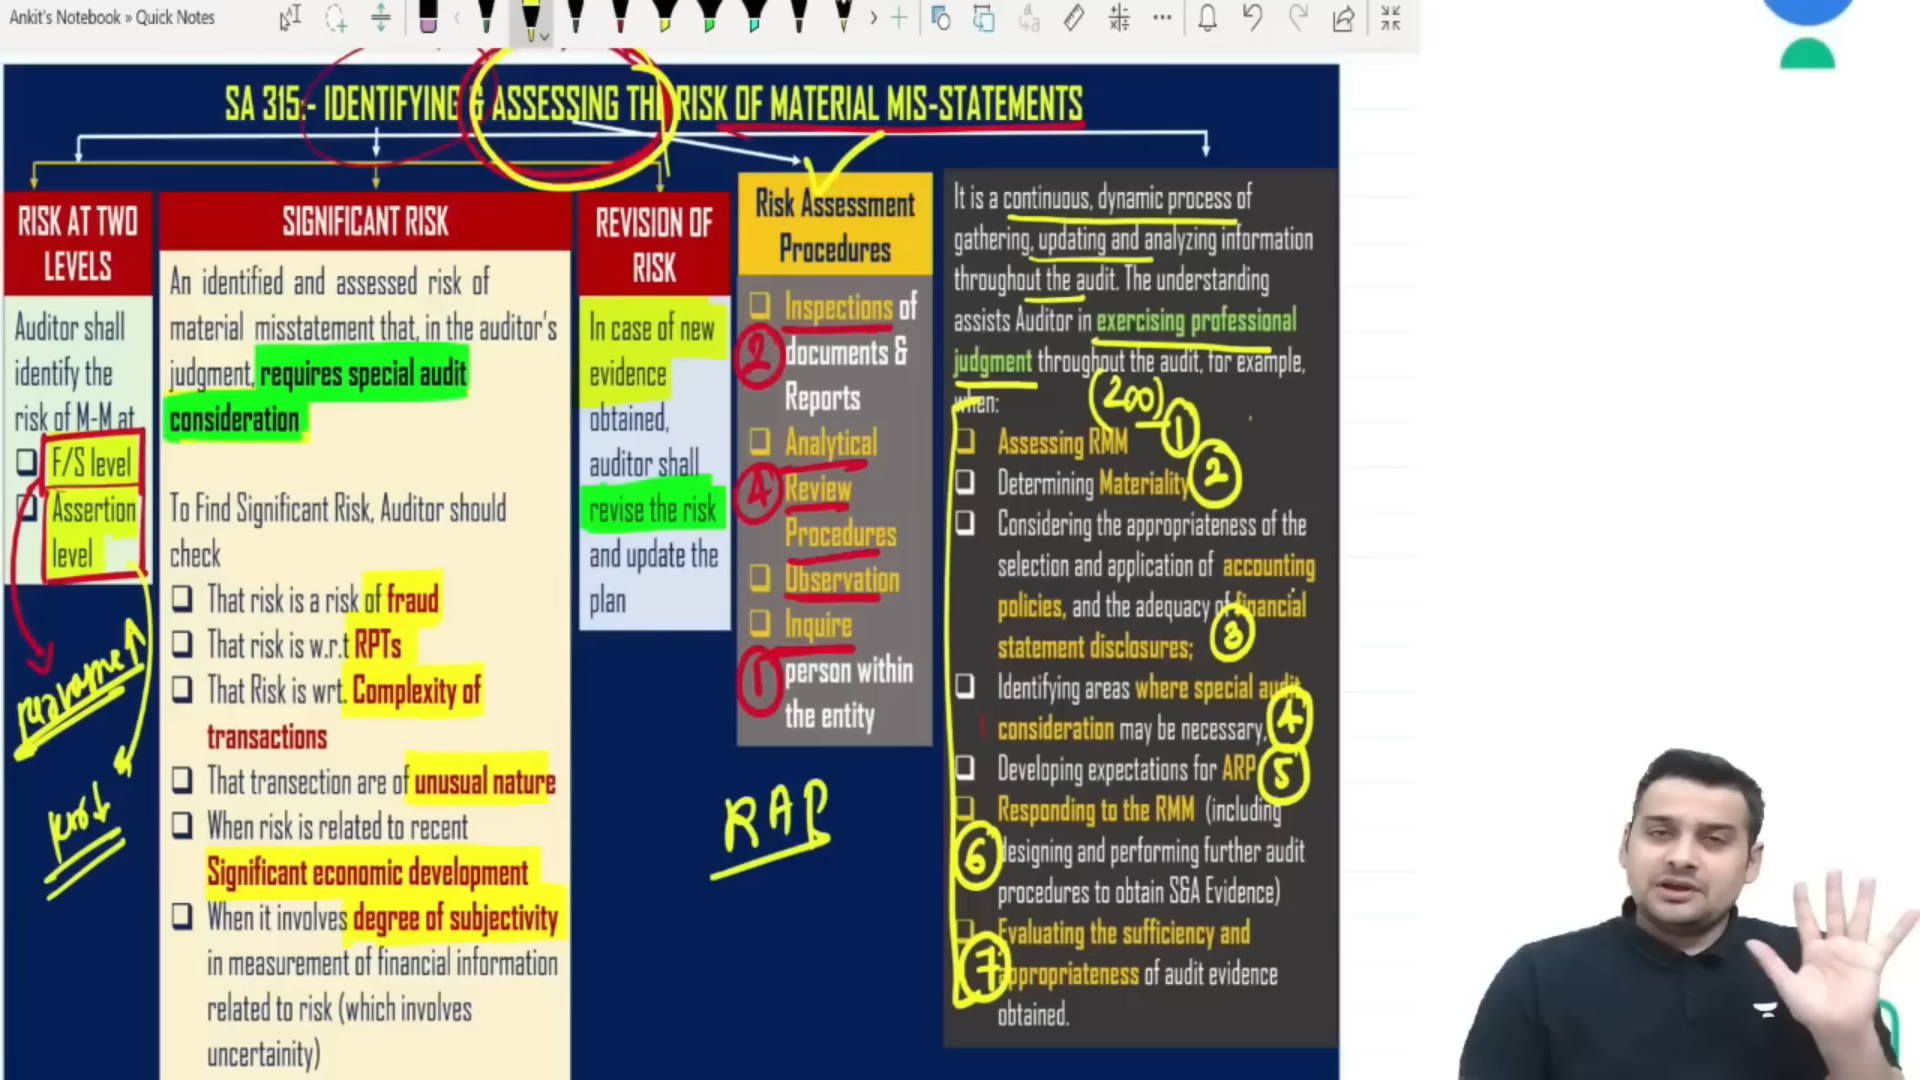 Ankit's Notebook » Quick Notes
SA 315:- IDENTIFYING & ASSESSING THE RISK OF MATERIAL MIS-STATEMENTS
RISK AT TWO
LEVELS
Auditor shall
identify the
risk of M-M at
F/S level
Assertion
level
SIGNIFICANT RISK
An identified and assessed risk of
material misstatement that, in the auditor's
judgment, requires special audit
consideration
To Find Significant Risk, Auditor should
check
That risk is a risk of fraud
That risk is w.r.t RPTs
That Risk is wrt. Complexity of
transactions
That transection are of unusual nature
When risk is related to recent
Significant economic development
When it involves degree of subjectivity
in measurement of financial information
related to risk (which involves
uncertainity)
REVISION OF
RISK
In case of new
evidence
obtained,
auditor shall
revise the risk
and update the
plan
Risk Assessment
Procedures
Inspections of
2 documents &
Reports
Analytical
4 Review
Procedures
Observation
Inquire
1 person within
the entity
RAP
It is a continuous, dynamic process of
gathering, updating and analyzing information
throughout the audit. The understanding
assists Auditor in exercising professional
judgment throughout the audit, for example,
when: (200)
Assessing RMM 1
Determining Materiality 2
Considering the appropriateness of the
selection and application of accounting
policies, and the adequacy of financial
statement disclosures; 3
Identifying areas where special audit
consideration may be necessary, 4
Developing expectations for ARP 5
Responding to the RMM (including
6 designing and performing further audit
procedures to obtain S&A Evidence)
Evaluating the sufficiency and
7 appropriateness of audit evidence
obtained.